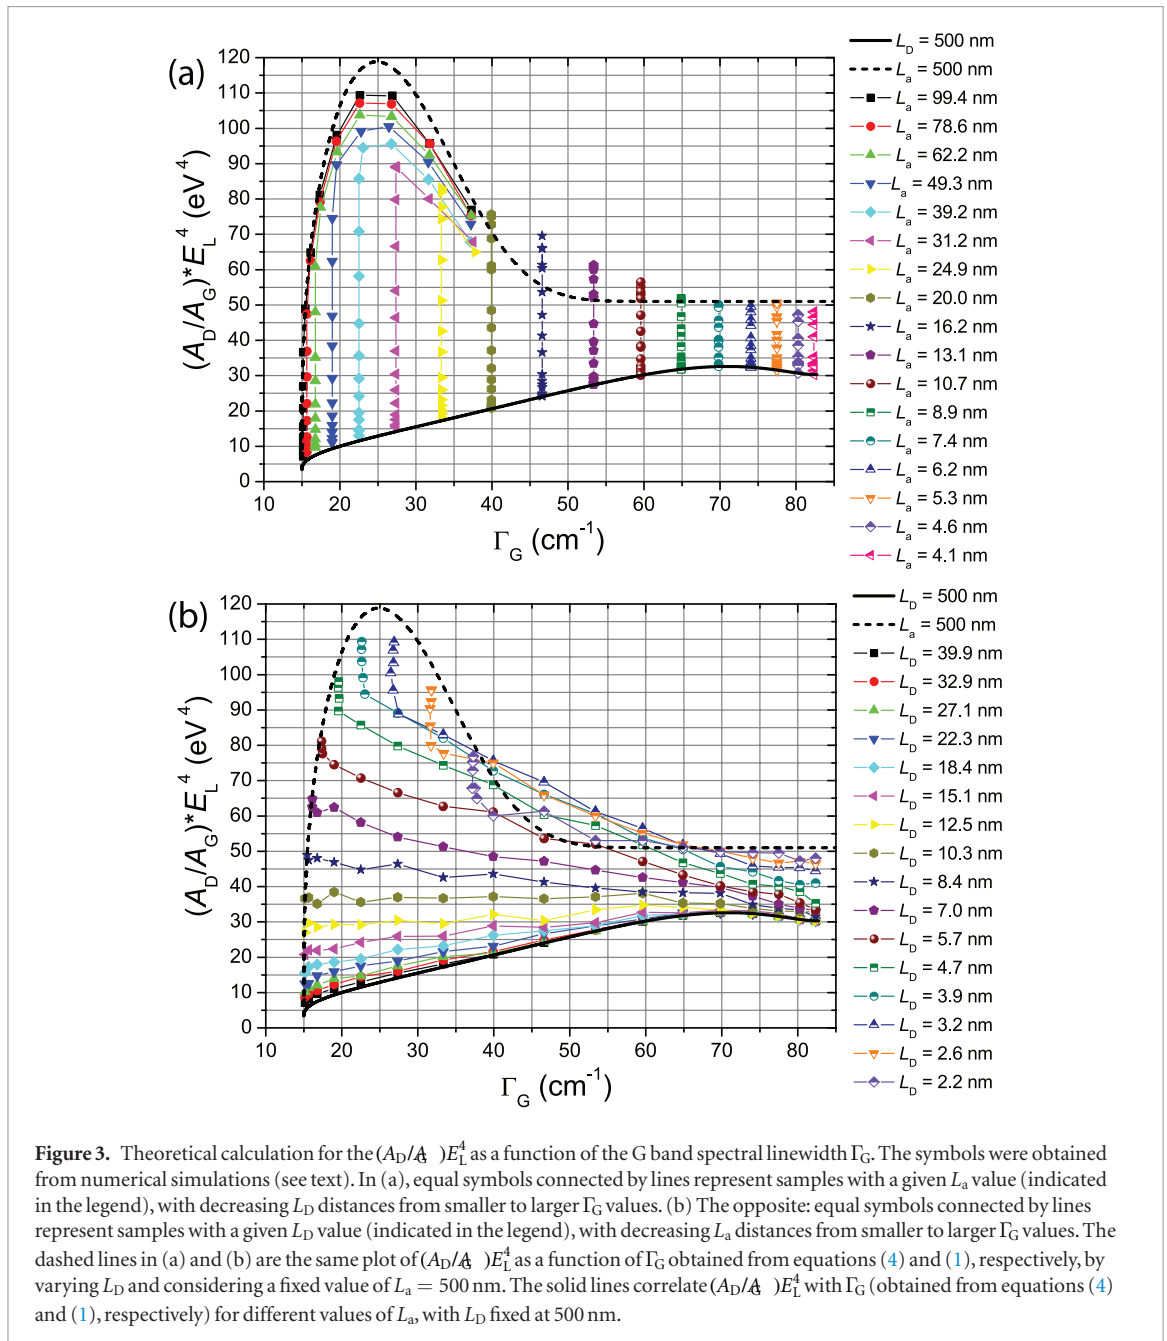 (a)
120
110
100
90
80
70
60
50
40
30
20
10
0
(A_D/A_G)*E_L^4 (eV^4)
10 20 30 40 50 60 70 80
Γ_G (cm^-1)
L_D = 500 nm
L_a = 500 nm
L_a = 99.4 nm
L_a = 78.6 nm
L_a = 62.2 nm
L_a = 49.3 nm
L_a = 39.2 nm
L_a = 31.2 nm
L_a = 24.9 nm
L_a = 20.0 nm
L_a = 16.2 nm
L_a = 13.1 nm
L_a = 10.7 nm
L_a = 8.9 nm
L_a = 7.4 nm
L_a = 6.2 nm
L_a = 5.3 nm
L_a = 4.6 nm
L_a = 4.1 nm
(b)
120
110
100
90
80
70
60
50
40
30
20
10
0
(A_D/A_G)*E_L^4 (eV^4)
10 20 30 40 50 60 70 80
Γ_G (cm^-1)
L_D = 500 nm
L_a = 500 nm
L_D = 39.9 nm
L_D = 32.9 nm
L_D = 27.1 nm
L_D = 22.3 nm
L_D = 18.4 nm
L_D = 15.1 nm
L_D = 12.5 nm
L_D = 10.3 nm
L_D = 8.4 nm
L_D = 7.0 nm
L_D = 5.7 nm
L_D = 4.7 nm
L_D = 3.9 nm
L_D = 3.2 nm
L_D = 2.6 nm
L_D = 2.2 nm
Figure 3. Theoretical calculation for the (A_D/A_G )E_L^4 as a function of the G band spectral linewidth Γ_G. The symbols were obtained
from numerical simulations (see text). In (a), equal symbols connected by lines represent samples with a given L_a value (indicated
in the legend), with decreasing L_D distances from smaller to larger Γ_G values. (b) The opposite: equal symbols connected by lines
represent samples with a given L_D value (indicated in the legend), with decreasing L_a distances from smaller to larger Γ_G values. The
dashed lines in (a) and (b) are the same plot of (A_D/A_G )E_L^4 as a function of Γ_G obtained from equations (4) and (1), respectively, by
varying L_D and considering a fixed value of L_a = 500 nm. The solid lines correlate (A_D/A_G )E_L^4 with Γ_G (obtained from equations (4)
and (1), respectively) for different values of L_a, with L_D fixed at 500 nm.